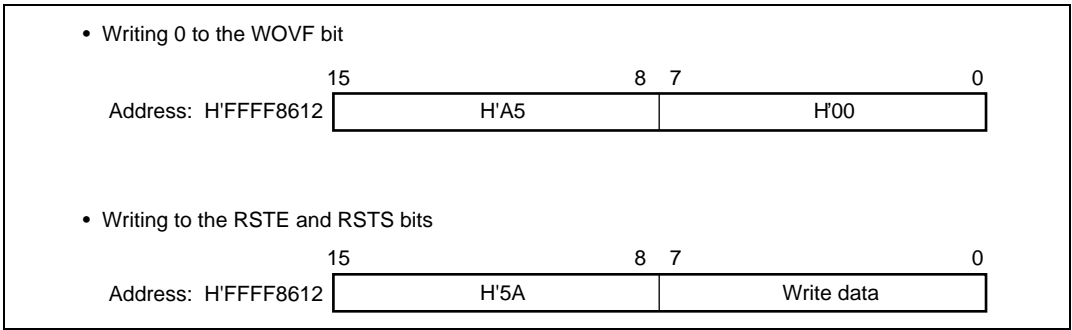 • Writing 0 to the WOVF bit
15 8 7 0
Address: H'FFFF8612 H'A5 H'00
• Writing to the RSTE and RSTS bits
15 8 7 0
Address: H'FFFF8612 H'5A Write data